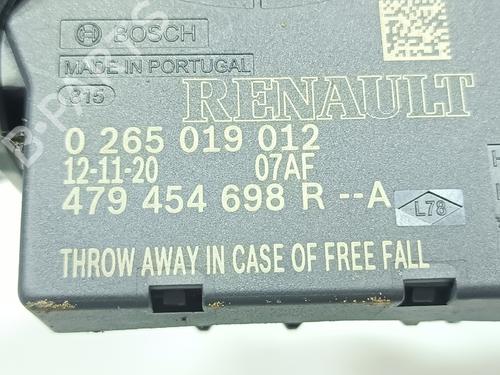 BOSCH
MADE IN PORTUGAL
815
RENAULT
0 265 019 012
12-11-20 07AF
479 454 698 R --A
L78
THROW AWAY IN CASE OF FREE FALL